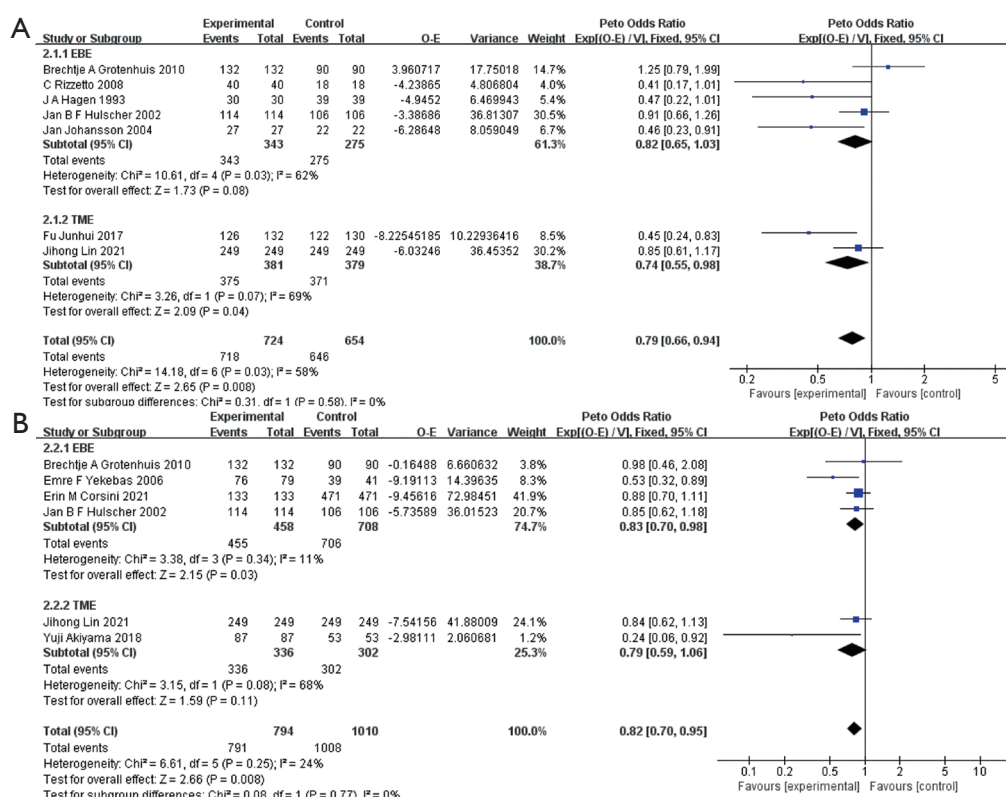 A
Experimental Control Peto Odds Ratio Peto Odds Ratio
Study or Subgroup Events Total Events Total O-E Variance Weight Exp[(O-E) / V], Fixed, 95% CI Exp[(O-E) / V], Fixed, 95% CI
2.1.1 EBE
Brechtje A Grotenhuis 2010 132 132 90 90 3.960717 17.75018 14.7% 1.25 [0.79, 1.99]
C Rizzetto 2008 40 40 18 18 -4.23865 4.806804 4.0% 0.41 [0.17, 1.01]
J A Hagen 1993 30 30 39 39 -4.9452 6.469943 5.4% 0.47 [0.22, 1.01]
Jan B F Hulscher 2002 114 114 106 106 -3.38686 36.81307 30.5% 0.91 [0.66, 1.26]
Jan Johansson 2004 27 27 22 22 -6.28648 8.059049 6.7% 0.46 [0.23, 0.91]
Subtotal (95% CI) 343 275 61.3% 0.82 [0.65, 1.03]
Total events 343 275
Heterogeneity: Chi² = 10.61, df = 4 (P = 0.03); I² = 62%
Test for overall effect: Z = 1.73 (P = 0.08)
2.1.2 TME
Fu Junhui 2017 126 132 122 130 -8.22545185 10.22936416 8.5% 0.45 [0.24, 0.83]
Jihong Lin 2021 249 249 249 249 -6.03246 36.45352 30.2% 0.85 [0.61, 1.17]
Subtotal (95% CI) 381 379 38.7% 0.74 [0.55, 0.98]
Total events 375 371
Heterogeneity: Chi² = 3.26, df = 1 (P = 0.07); I² = 69%
Test for overall effect: Z = 2.09 (P = 0.04)
Total (95% CI) 724 654 100.0% 0.79 [0.66, 0.94]
Total events 718 646
Heterogeneity: Chi² = 14.18, df = 6 (P = 0.03); I² = 58%
Test for overall effect: Z = 2.65 (P = 0.008)
Test for subgroup differences: Chi² = 0.31, df = 1 (P = 0.58), I² = 0%
0.2 0.5 1 2 5
Favours [experimental] Favours [control]
B
Experimental Control Peto Odds Ratio Peto Odds Ratio
Study or Subgroup Events Total Events Total O-E Variance Weight Exp[(O-E) / V], Fixed, 95% CI Exp[(O-E) / V], Fixed, 95% CI
2.2.1 EBE
Brechtje A Grotenhuis 2010 132 132 90 90 -0.16488 6.660632 3.8% 0.98 [0.46, 2.08]
Emre F Yekebas 2006 76 79 39 41 -9.19113 14.39635 8.3% 0.53 [0.32, 0.89]
Erin M Corsini 2021 133 133 471 471 -9.45616 72.98451 41.9% 0.88 [0.70, 1.11]
Jan B F Hulscher 2002 114 114 106 106 -5.73589 36.01523 20.7% 0.85 [0.62, 1.18]
Subtotal (95% CI) 458 708 74.7% 0.83 [0.70, 0.98]
Total events 455 706
Heterogeneity: Chi² = 3.38, df = 3 (P = 0.34); I² = 11%
Test for overall effect: Z = 2.15 (P = 0.03)
2.2.2 TME
Jihong Lin 2021 249 249 249 249 -7.54156 41.88009 24.1% 0.84 [0.62, 1.13]
Yuji Akiyama 2018 87 87 53 53 -2.98111 2.060681 1.2% 0.24 [0.06, 0.92]
Subtotal (95% CI) 336 302 25.3% 0.79 [0.59, 1.06]
Total events 336 302
Heterogeneity: Chi² = 3.15, df = 1 (P = 0.08); I² = 68%
Test for overall effect: Z = 1.59 (P = 0.11)
Total (95% CI) 794 1010 100.0% 0.82 [0.70, 0.95]
Total events 791 1008
Heterogeneity: Chi² = 6.61, df = 5 (P = 0.25); I² = 24%
Test for overall effect: Z = 2.66 (P = 0.008)
Test for subgroup differences: Chi² = 0.08, df = 1 (P = 0.77), I² = 0%
0.1 0.2 0.5 1 2 5 10
Favours [experimental] Favours [control]